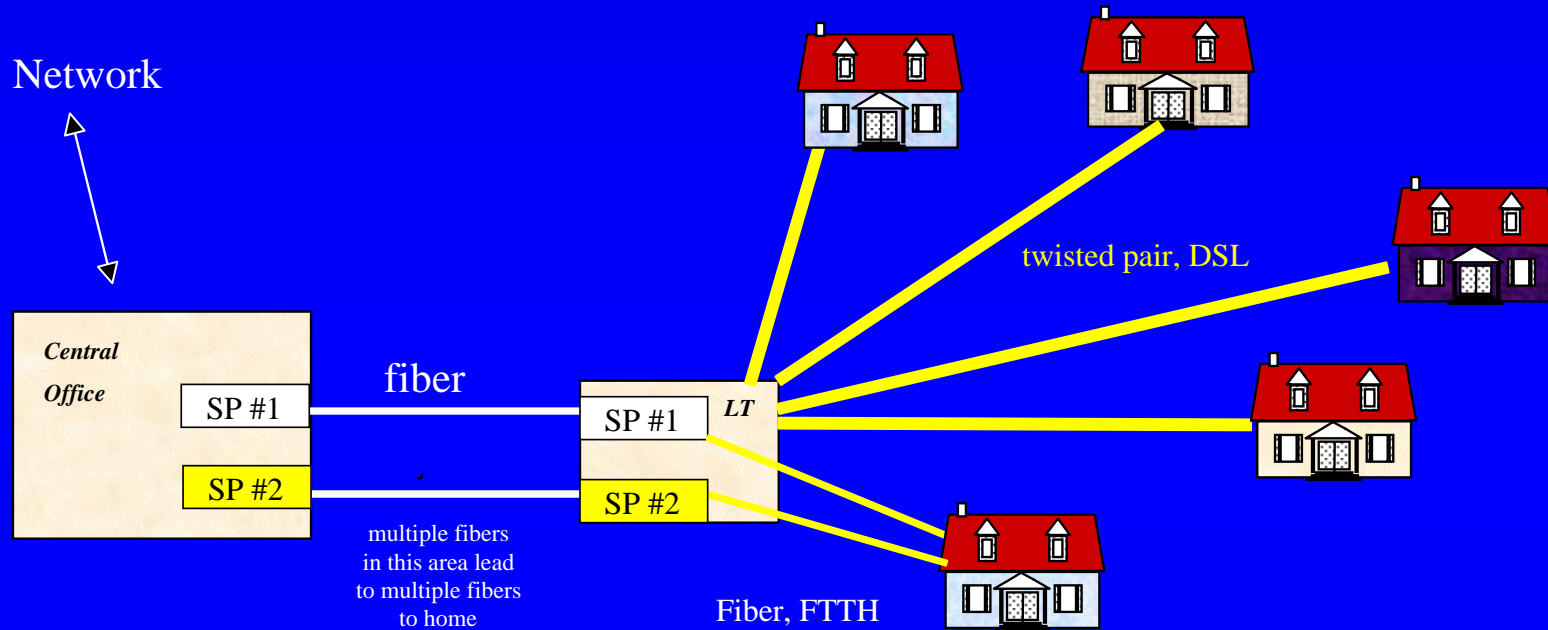 Network
twisted pair, DSL
Central
Office
fiber
SP #1
SP #1
LT
SP #2
SP #2
multiple fibers
in this area lead
to multiple fibers
to home
Fiber, FTTH